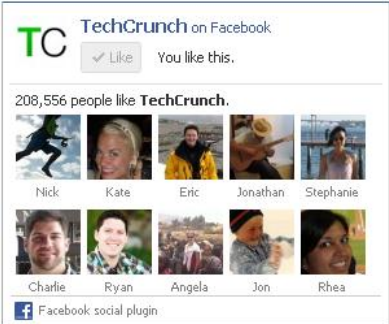 TC
TechCrunch on Facebook
Like You like this.
208,556 people like TechCrunch.
Nick Kate Eric Jonathan Stephanie
Charlie Ryan Angela Jon Rhea
f Facebook social plugin